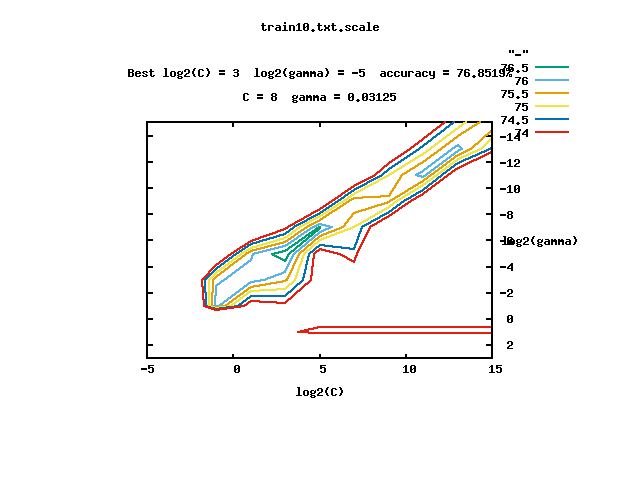 train10.txt.scale
"-"
Best log2(C) = 3  log2(gamma) = -5  accuracy = 76.8519%
76.5
76
C = 8  gamma = 0.03125
75.5
75
74.5
74
-14
-12
-10
-8
-6
log2(gamma)
-4
-2
0
2
-5 0 5 10 15
log2(C)